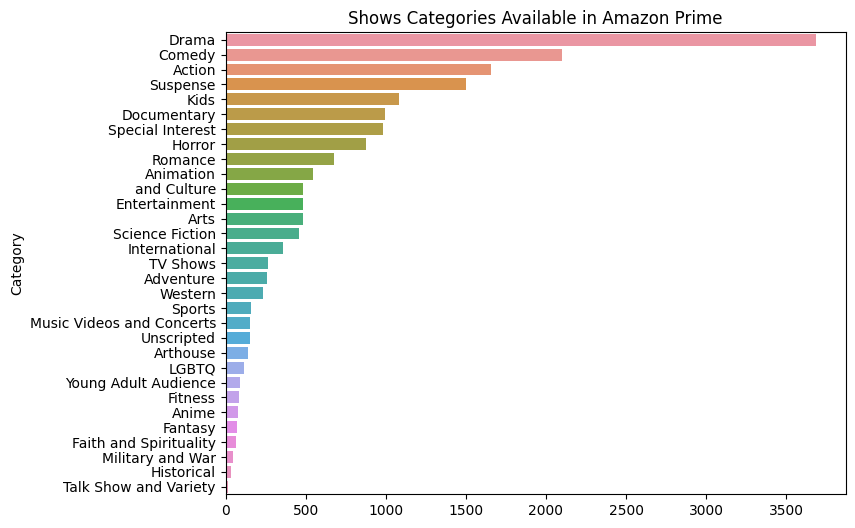 Shows Categories Available in Amazon Prime
Category
Drama
Comedy
Action
Suspense
Kids
Documentary
Special Interest
Horror
Romance
Animation
and Culture
Entertainment
Arts
Science Fiction
International
TV Shows
Adventure
Western
Sports
Music Videos and Concerts
Unscripted
Arthouse
LGBTQ
Young Adult Audience
Fitness
Anime
Fantasy
Faith and Spirituality
Military and War
Historical
Talk Show and Variety
0 500 1000 1500 2000 2500 3000 3500